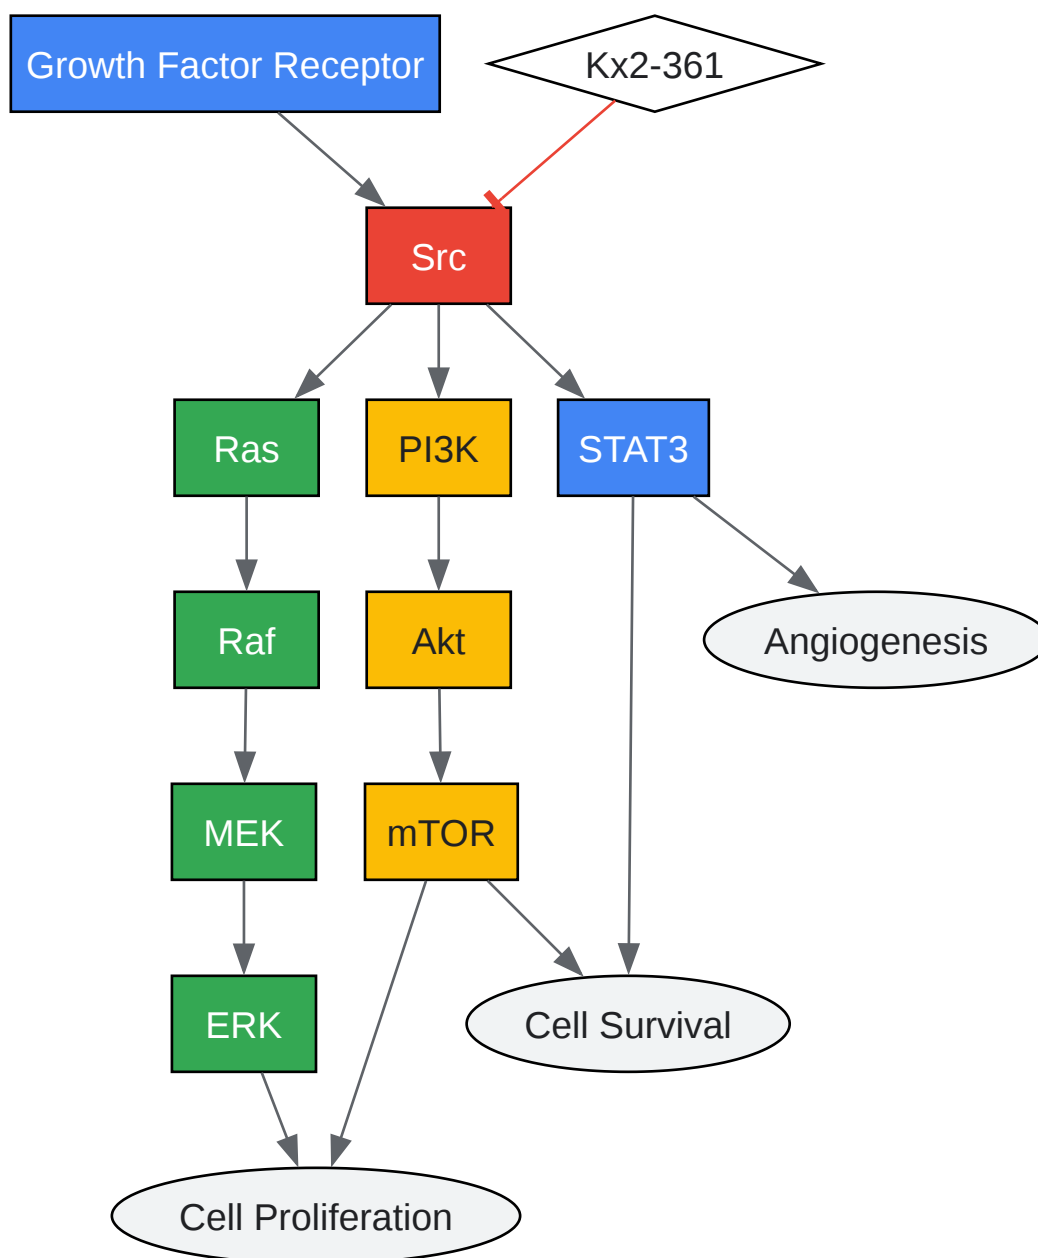 Growth Factor Receptor
Kx2-361
Src
Ras
PI3K
STAT3
Raf
Akt
Angiogenesis
MEK
mTOR
ERK
Cell Survival
Cell Proliferation